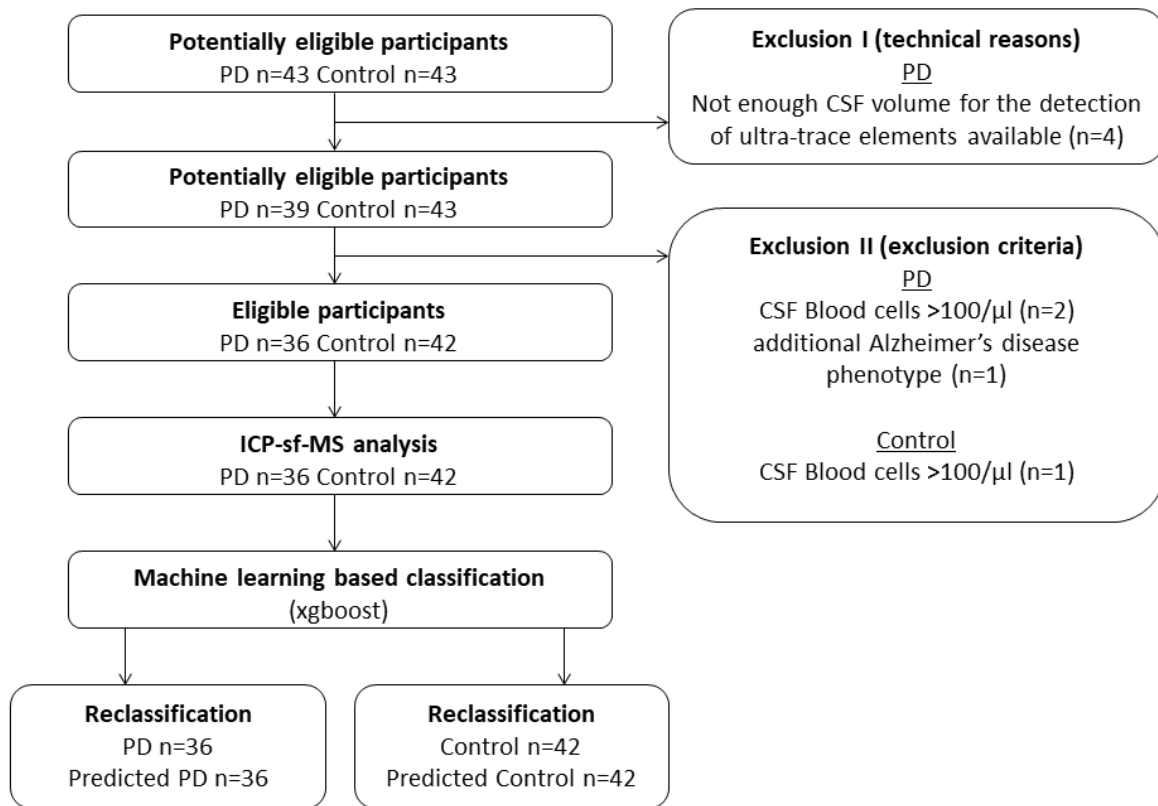 Potentially eligible participants
PD n=43 Control n=43
Exclusion I (technical reasons)
PD
Not enough CSF volume for the detection
of ultra-trace elements available (n=4)
Potentially eligible participants
PD n=39 Control n=43
Exclusion II (exclusion criteria)
PD
CSF Blood cells >100/µl (n=2)
additional Alzheimer's disease
phenotype (n=1)
Control
CSF Blood cells >100/µl (n=1)
Eligible participants
PD n=36 Control n=42
ICP-sf-MS analysis
PD n=36 Control n=42
Machine learning based classification
(xgboost)
Reclassification
PD n=36
Predicted PD n=36
Reclassification
Control n=42
Predicted Control n=42